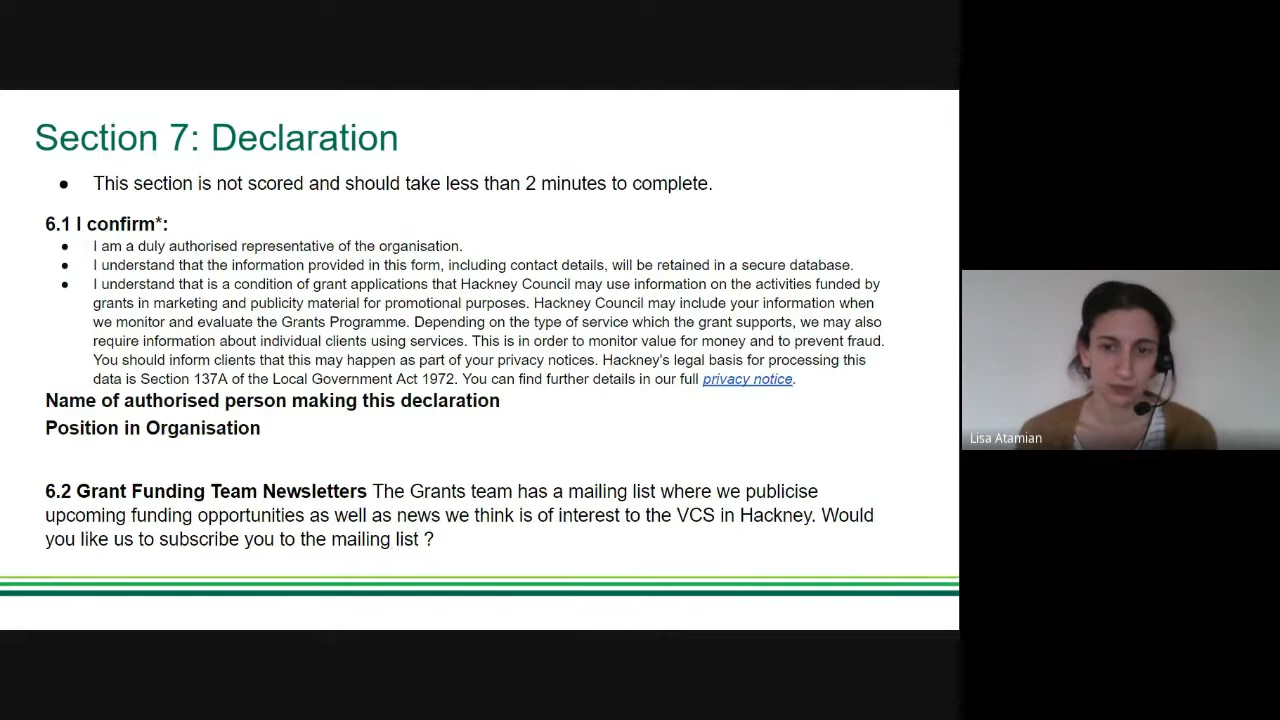 Section 7: Declaration
● This section is not scored and should take less than 2 minutes to complete.
6.1 I confirm*:
● I am a duly authorised representative of the organisation.
● I understand that the information provided in this form, including contact details, will be retained in a secure database.
● I understand that is a condition of grant applications that Hackney Council may use information on the activities funded by
grants in marketing and publicity material for promotional purposes. Hackney Council may include your information when
we monitor and evaluate the Grants Programme. Depending on the type of service which the grant supports, we may also
require information about individual clients using services. This is in order to monitor value for money and to prevent fraud.
You should inform clients that this may happen as part of your privacy notices. Hackney's legal basis for processing this
data is Section 137A of the Local Government Act 1972. You can find further details in our full privacy notice.
Name of authorised person making this declaration
Position in Organisation
6.2 Grant Funding Team Newsletters The Grants team has a mailing list where we publicise
upcoming funding opportunities as well as news we think is of interest to the VCS in Hackney. Would
you like us to subscribe you to the mailing list ?
Lisa Atamian